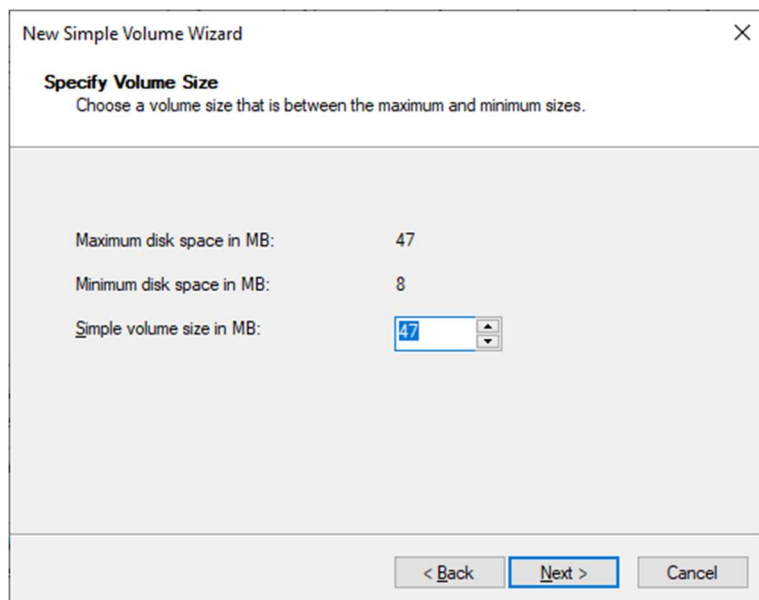 New Simple Volume Wizard
Specify Volume Size
Choose a volume size that is between the maximum and minimum sizes.
Maximum disk space in MB: 47
Minimum disk space in MB: 8
Simple volume size in MB: 47
< Back Next > Cancel